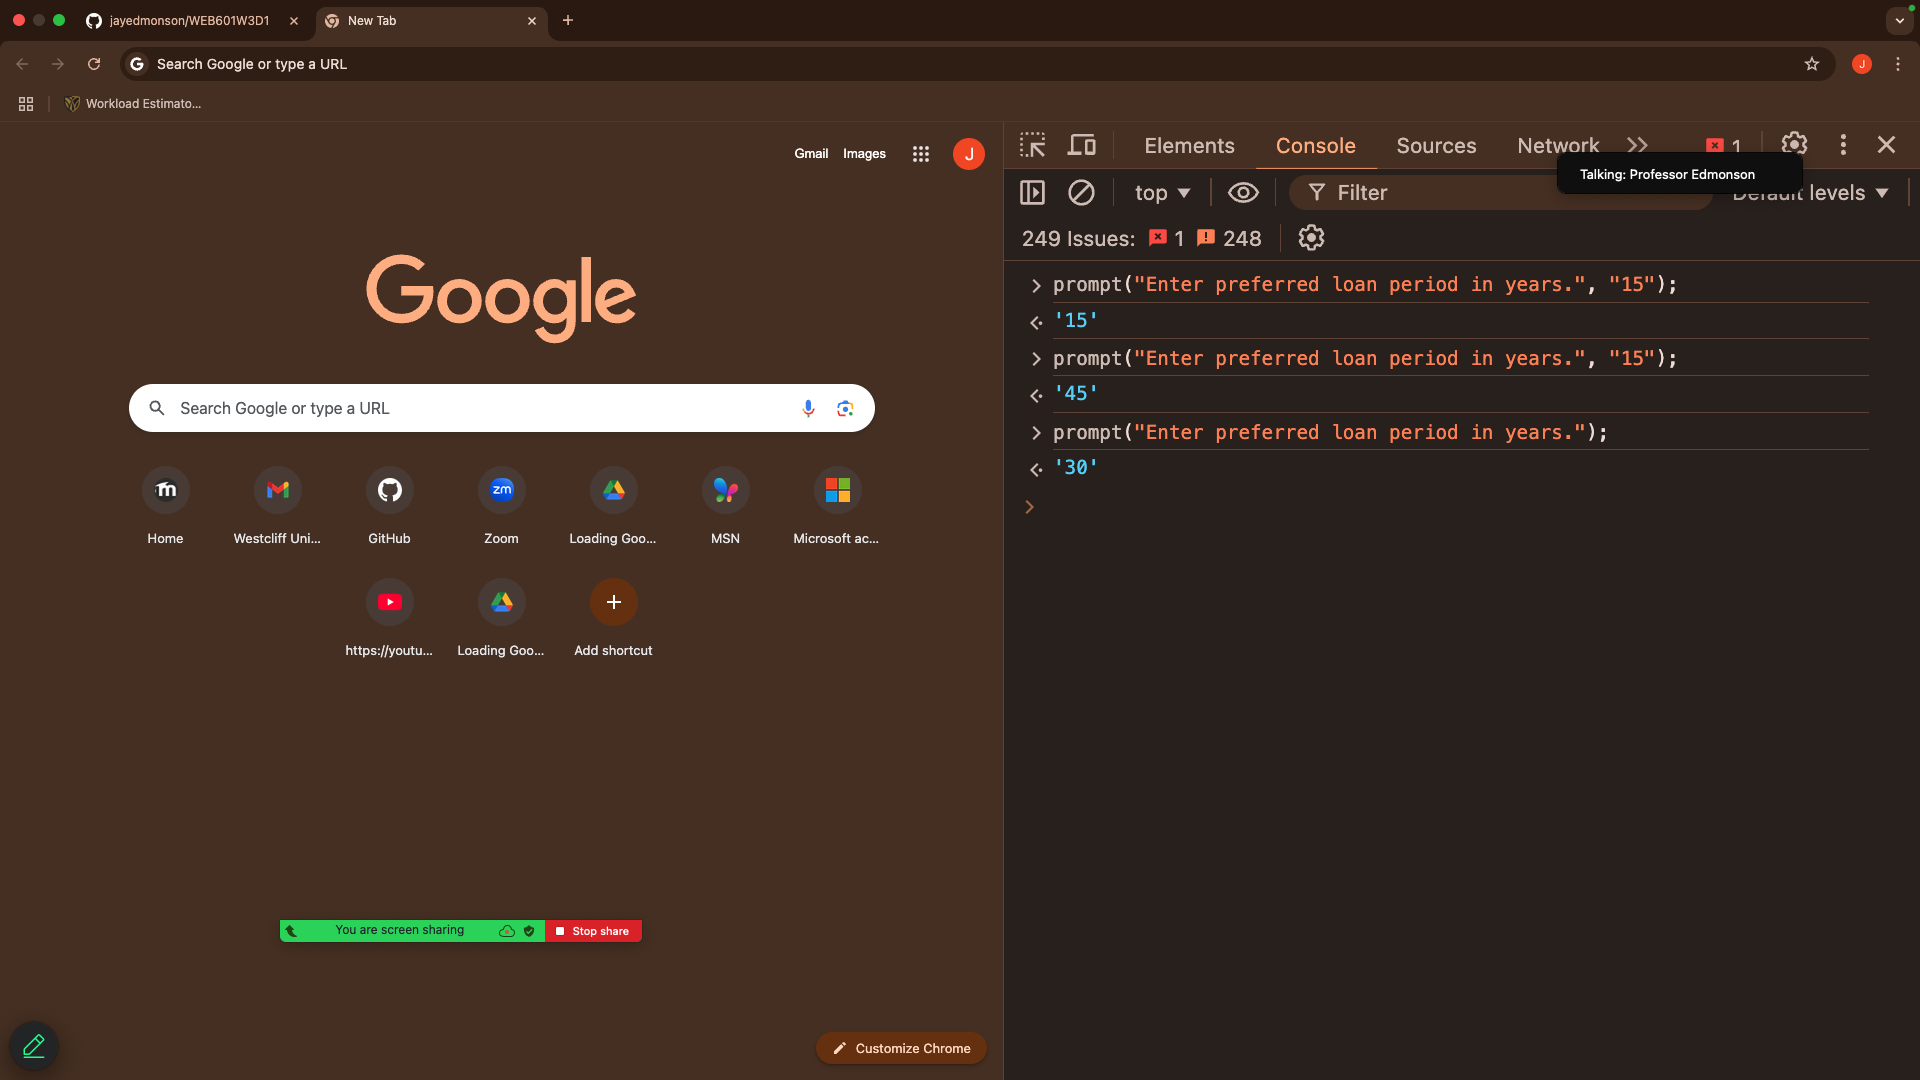 jayedmonson/WEB601W3D1
New Tab
Search Google or type a URL
J
Workload Estimato...
Gmail
Images
J
Google
Search Google or type a URL
m
Home
Westcliff Uni...
GitHub
zm
Zoom
Loading Goo...
MSN
Microsoft ac...
https://youtu...
Loading Goo...
Add shortcut
You are screen sharing
Stop share
Customize Chrome
Elements
Console
Sources
Network
1
Talking: Professor Edmonson
top
Filter
Default levels
249 Issues: 1 248
prompt("Enter preferred loan period in years.", "15");
'15'
prompt("Enter preferred loan period in years.", "15");
'45'
prompt("Enter preferred loan period in years.");
'30'